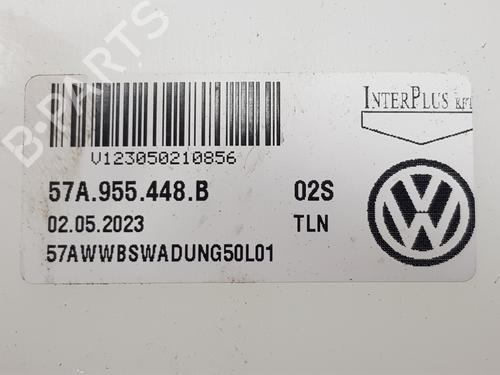 B-PARTS
INTERPLUS KFT
V123050210856
57A.955.448.B 02S
02.05.2023 TLN
57AWWBSWADUNG50L01